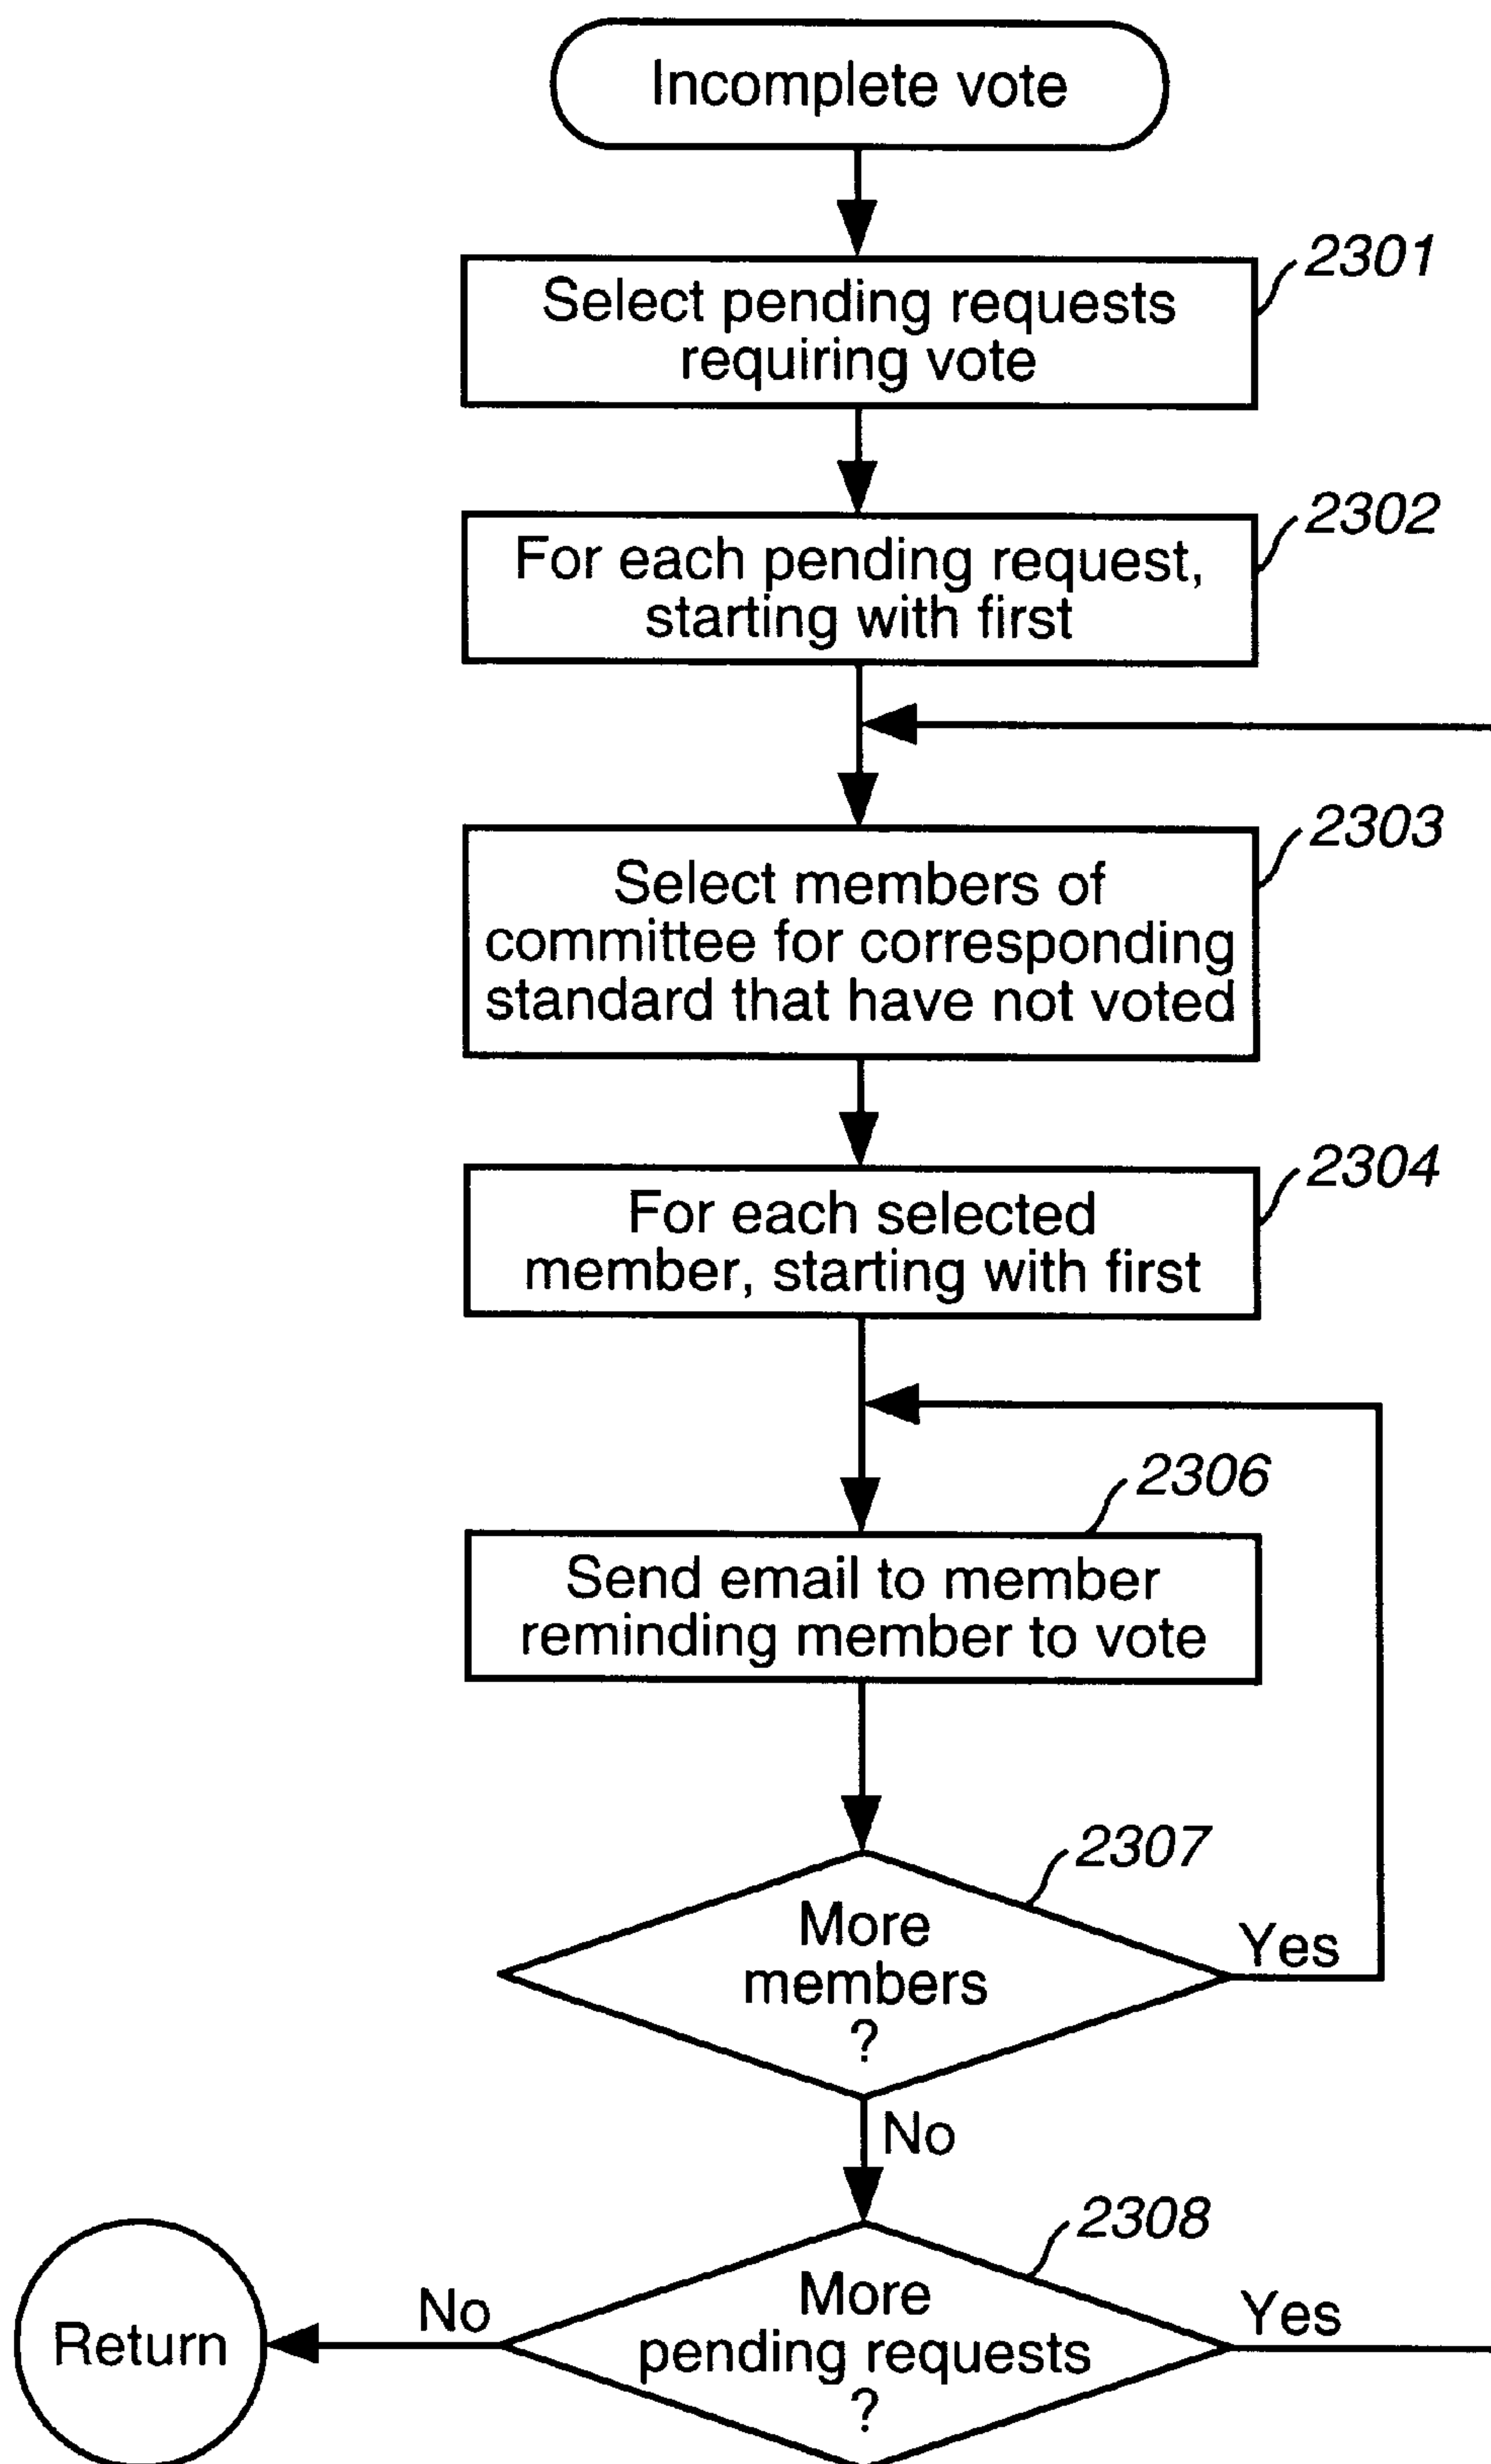 Incomplete vote
2301
Select pending requests
requiring vote
2302
For each pending request,
starting with first
2303
Select members of
committee for corresponding
standard that have not voted
2304
For each selected
member, starting with first
2306
Send email to member
reminding member to vote
2307
More
members
?
Yes
No
2308
More
pending requests
?
Yes
No
Return